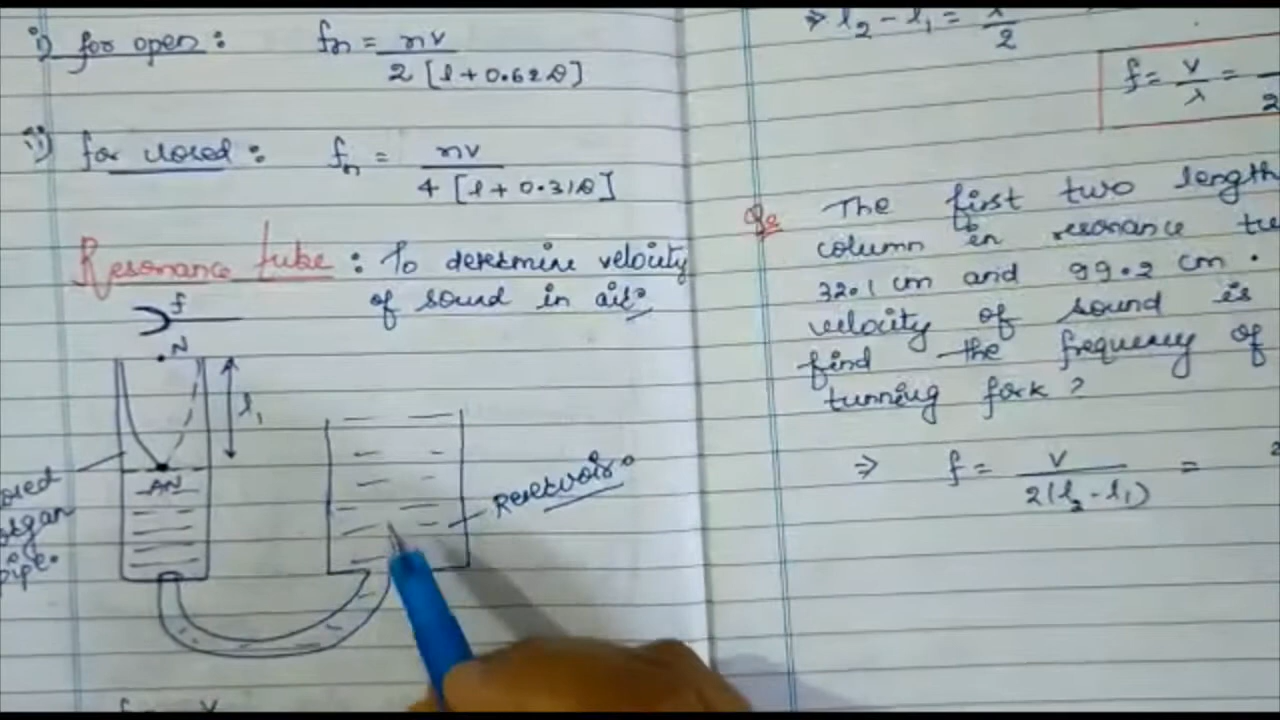 i) for open: fn = nv / 2 [l + 0.62D]
ii) for closed: fn = nv / 4 [l + 0.31D]
Resonance tube: To determine velocity
of sound in air.
f
N
l1
AN
organ
pipe.
Reservoir.
⇒ l2 - l1 = λ / 2
f = v / λ =
Qs The first two length
column in resonance
32.1 cm and 99.2 cm.
velocity of sound is
find the frequency of
tunning fork?
⇒ f = v / 2(l2 - l1) =